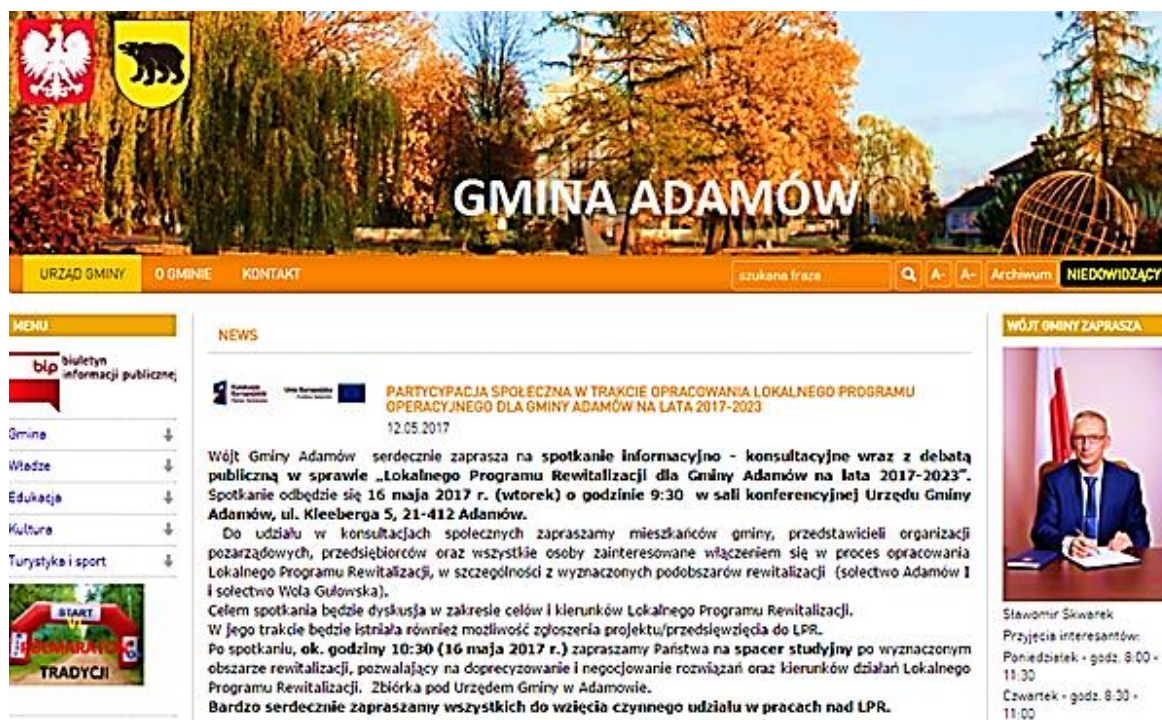 GMINA ADAMÓW
URZĄD GMINY O GMINIE KONTAKT szukana fraza A- A- Archiwum NIEDOWIDZĄCY
MENU
bip biuletyn
informacji publicznej
Gmina
Władze
Edukacja
Kultura
Turystyka i sport
START
PÓŁMARATON
TRADYCJI
NEWS
Fundusze
Europejskie
Unia Europejska
PARTYCYPACJA SPOŁECZNA W TRAKCIE OPRACOWANIA LOKALNEGO PROGRAMU
OPERACYJNEGO DLA GMINY ADAMÓW NA LATA 2017-2023
12.05.2017
Wójt Gminy Adamów serdecznie zaprasza na spotkanie informacyjno - konsultacyjne wraz z debatą
publiczną w sprawie „Lokalnego Programu Rewitalizacji dla Gminy Adamów na lata 2017-2023”.
Spotkanie odbędzie się 16 maja 2017 r. (wtorek) o godzinie 9:30 w sali konferencyjnej Urzędu Gminy
Adamów, ul. Kleeberga 5, 21-412 Adamów.
Do udziału w konsultacjach społecznych zapraszamy mieszkańców gminy, przedstawicieli organizacji
pozarządowych, przedsiębiorców oraz wszystkie osoby zainteresowane włączeniem się w proces opracowania
Lokalnego Programu Rewitalizacji, w szczególności z wyznaczonych podobszarów rewitalizacji (sołectwo Adamów I
i sołectwo Wola Gułowska).
Celem spotkania będzie dyskusja w zakresie celów i kierunków Lokalnego Programu Rewitalizacji.
W jego trakcie będzie istniała również możliwość zgłoszenia projektu/przedsięwzięcia do LPR.
Po spotkaniu, ok. godziny 10:30 (16 maja 2017 r.) zapraszamy Państwa na spacer studyjny po wyznaczonym
obszarze rewitalizacji, pozwalający na doprecyzowanie i negocjowanie rozwiązań oraz kierunków działań Lokalnego
Programu Rewitalizacji. Zbiórka pod Urzędem Gminy w Adamowie.
Bardzo serdecznie zapraszamy wszystkich do wzięcia czynnego udziału w pracach nad LPR.
WÓJT GMINY ZAPRASZA
Sławomir Skwarek
Przyjęcia interesantów:
Poniedziałek - godz. 8:00 -
11:30
Czwartek - godz. 8:30 -
11:00